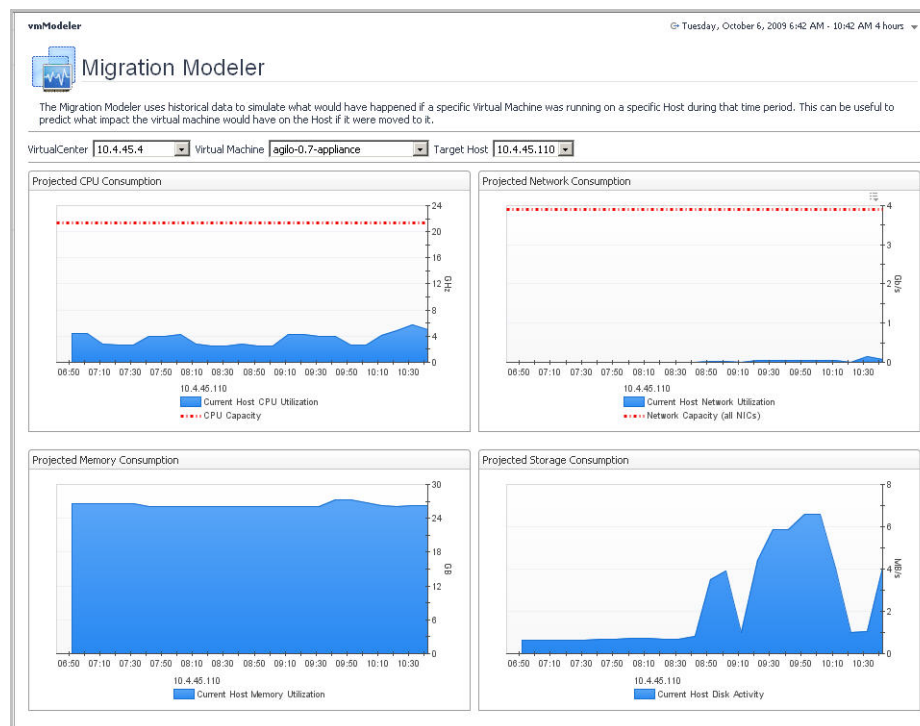 vmModeler
Tuesday, October 6, 2009 6:42 AM - 10:42 AM 4 hours
Migration Modeler
The Migration Modeler uses historical data to simulate what would have happened if a specific Virtual Machine was running on a specific Host during that time period. This can be useful to
predict what impact the virtual machine would have on the Host if it were moved to it.
VirtualCenter 10.4.45.4 Virtual Machine agilo-0.7-appliance Target Host 10.4.45.110
Projected CPU Consumption
24
20
16
12
8
4
0
GHz
06:50 07:10 07:30 07:50 08:10 08:30 08:50 09:10 09:30 09:50 10:10 10:30
10.4.45.110
Current Host CPU Utilization
CPU Capacity
Projected Network Consumption
4
3
2
1
0
Gb/s
06:50 07:10 07:30 07:50 08:10 08:30 08:50 09:10 09:30 09:50 10:10 10:30
10.4.45.110
Current Host Network Utilization
Network Capacity (all NICs)
Projected Memory Consumption
30
24
18
12
6
0
GB
06:50 07:10 07:30 07:50 08:10 08:30 08:50 09:10 09:30 09:50 10:10 10:30
10.4.45.110
Current Host Memory Utilization
Projected Storage Consumption
8
6
4
2
0
MB/s
06:50 07:10 07:30 07:50 08:10 08:30 08:50 09:10 09:30 09:50 10:10 10:30
10.4.45.110
Current Host Disk Activity